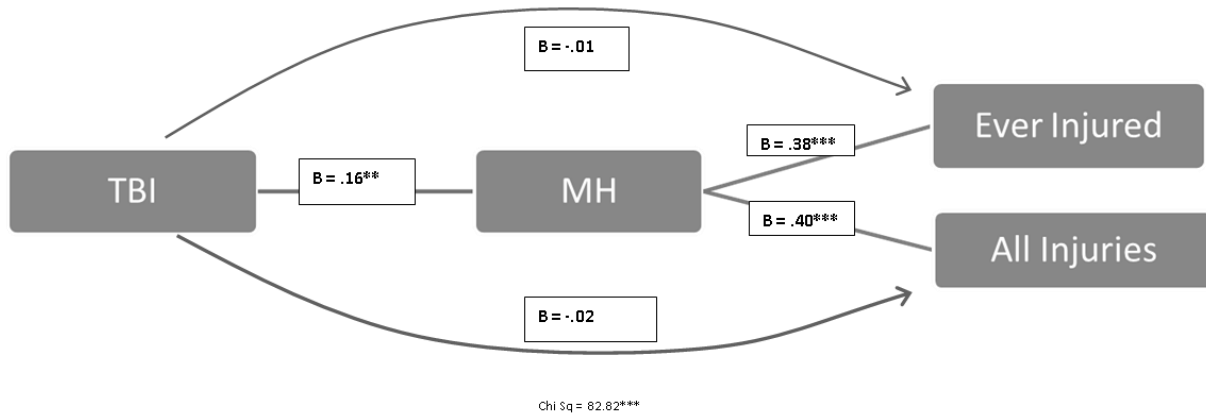 B = -.01
Ever Injured
B = .38***
TBI
B = .16**
MH
B = .40***
All Injuries
B = -.02
Chi Sq = 82.82***